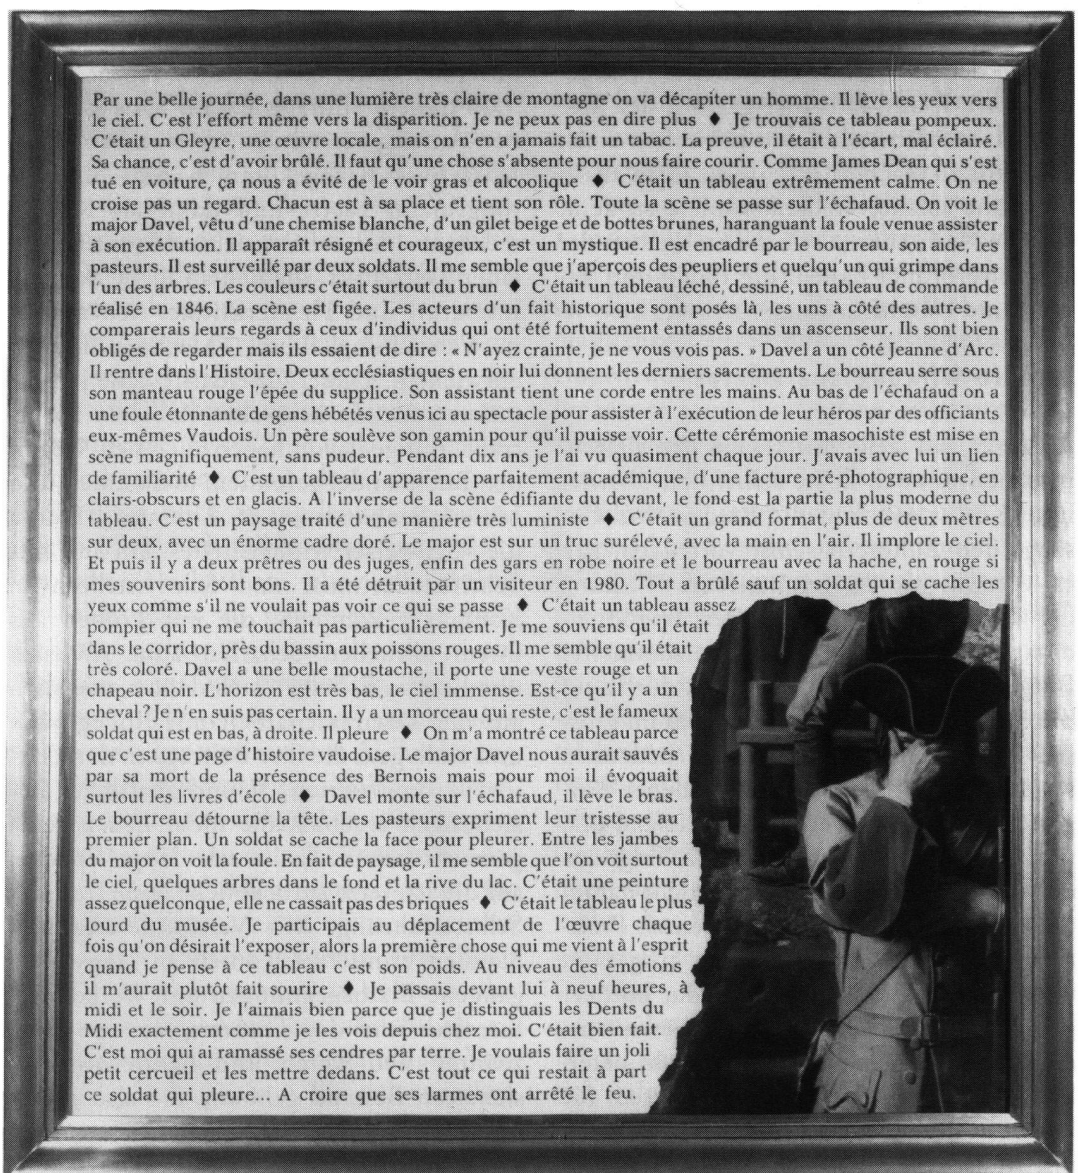 Par une belle journée, dans une lumière très claire de montagne on va décapiter un homme. Il lève les yeux vers
le ciel. C'est l'effort même vers la disparition. Je ne peux pas en dire plus ♦ Je trouvais ce tableau pompeux.
C'était un Gleyre, une œuvre locale, mais on n'en a jamais fait un tabac. La preuve, il était à l'écart, mal éclairé.
Sa chance, c'est d'avoir brûlé. Il faut qu'une chose s'absente pour nous faire courir. Comme James Dean qui s'est
tué en voiture, ça nous a évité de le voir gras et alcoolique ♦ C'était un tableau extrêmement calme. On ne
croise pas un regard. Chacun est à sa place et tient son rôle. Toute la scène se passe sur l'échafaud. On voit le
major Davel, vêtu d'une chemise blanche, d'un gilet beige et de bottes brunes, haranguant la foule venue assister
à son exécution. Il apparaît résigné et courageux, c'est un mystique. Il est encadré par le bourreau, son aide, les
pasteurs. Il est surveillé par deux soldats. Il me semble que j'aperçois des peupliers et quelqu'un qui grimpe dans
l'un des arbres. Les couleurs c'était surtout du brun ♦ C'était un tableau léché, dessiné, un tableau de commande
réalisé en 1846. La scène est figée. Les acteurs d'un fait historique sont posés là, les uns à côté des autres. Je
comparerais leurs regards à ceux d'individus qui ont été fortuitement entassés dans un ascenseur. Ils sont bien
obligés de regarder mais ils essaient de dire : « N'ayez crainte, je ne vous vois pas. » Davel a un côté Jeanne d'Arc.
Il rentre dans l'Histoire. Deux ecclésiastiques en noir lui donnent les derniers sacrements. Le bourreau serre sous
son manteau rouge l'épée du supplice. Son assistant tient une corde entre les mains. Au bas de l'échafaud on a
une foule étonnante de gens hébétés venus ici au spectacle pour assister à l'exécution de leur héros par des officiants
eux-mêmes Vaudois. Un père soulève son gamin pour qu'il puisse voir. Cette cérémonie masochiste est mise en
scène magnifiquement, sans pudeur. Pendant dix ans je l'ai vu quasiment chaque jour. J'avais avec lui un lien
de familiarité ♦ C'est un tableau d'apparence parfaitement académique, d'une facture pré-photographique, en
clairs-obscurs et en glacis. A l'inverse de la scène édifiante du devant, le fond est la partie la plus moderne du
tableau. C'est un paysage traité d'une manière très luministe ♦ C'était un grand format, plus de deux mètres
sur deux, avec un énorme cadre doré. Le major est sur un truc surélevé, avec la main en l'air. Il implore le ciel.
Et puis il y a deux prêtres ou des juges, enfin des gars en robe noire et le bourreau avec la hache, en rouge si
mes souvenirs sont bons. Il a été détruit par un visiteur en 1980. Tout a brûlé sauf un soldat qui se cache les
yeux comme s'il ne voulait pas voir ce qui se passe ♦ C'était un tableau assez
pompier qui ne me touchait pas particulièrement. Je me souviens qu'il était
dans le corridor, près du bassin aux poissons rouges. Il me semble qu'il était
très coloré. Davel a une belle moustache, il porte une veste rouge et un
chapeau noir. L'horizon est très bas, le ciel immense. Est-ce qu'il y a un
cheval ? Je n'en suis pas certain. Il y a un morceau qui reste, c'est le fameux
soldat qui est en bas, à droite. Il pleure ♦ On m'a montré ce tableau parce
que c'est une page d'histoire vaudoise. Le major Davel nous aurait sauvés
par sa mort de la présence des Bernois mais pour moi il évoquait
surtout les livres d'école ♦ Davel monte sur l'échafaud, il lève le bras.
Le bourreau détourne la tête. Les pasteurs expriment leur tristesse au
premier plan. Un soldat se cache la face pour pleurer. Entre les jambes
du major on voit la foule. En fait de paysage, il me semble que l'on voit surtout
le ciel, quelques arbres dans le fond et la rive du lac. C'était une peinture
assez quelconque, elle ne cassait pas des briques ♦ C'était le tableau le plus
lourd du musée. Je participais au déplacement de l'œuvre chaque
fois qu'on désirait l'exposer, alors la première chose qui me vient à l'esprit
quand je pense à ce tableau c'est son poids. Au niveau des émotions
il m'aurait plutôt fait sourire ♦ Je passais devant lui à neuf heures, à
midi et le soir. Je l'aimais bien parce que je distinguais les Dents du
Midi exactement comme je les vois depuis chez moi. C'était bien fait.
C'est moi qui ai ramassé ses cendres par terre. Je voulais faire un joli
petit cercueil et les mettre dedans. C'est tout ce qui restait à part
ce soldat qui pleure... A croire que ses larmes ont arrêté le feu.